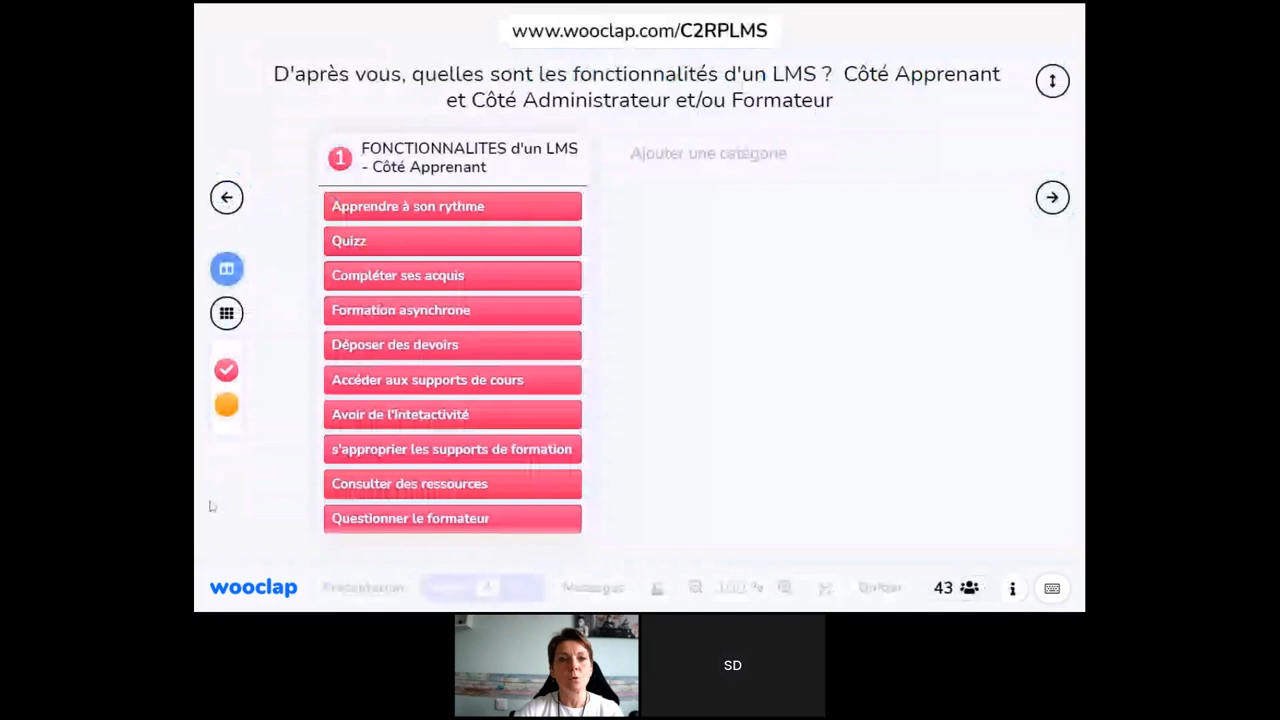 www.wooclap.com/C2RPLMS
D'après vous, quelles sont les fonctionnalités d'un LMS ? Côté Apprenant
et Côté Administrateur et/ou Formateur
1
FONCTIONNALITES d'un LMS
- Côté Apprenant
Ajouter une catégorie
Apprendre à son rythme
Quizz
Compléter ses acquis
Formation asynchrone
Déposer des devoirs
Accéder aux supports de cours
Avoir de l'Intetactivité
s'approprier les supports de formation
Consulter des ressources
Questionner le formateur
wooclap
Présentation
Messages
100 %
43
SD